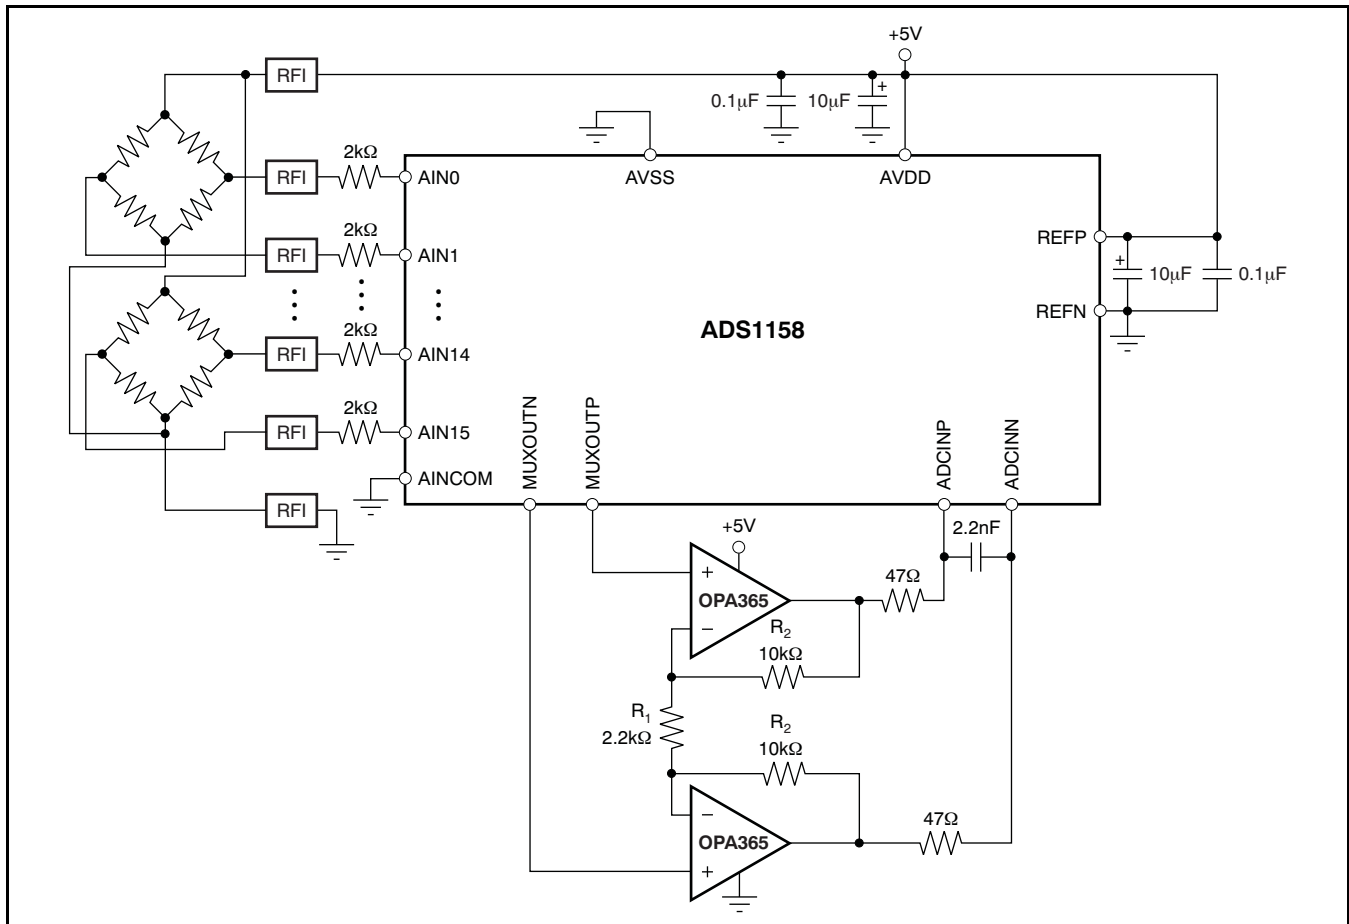 +5V
RFI
0.1μF
10μF
+
2kΩ
RFI
AIN0
AVSS
AVDD
2kΩ
RFI
AIN1
REFP
+
10μF
0.1μF
REFN
ADS1158
2kΩ
RFI
AIN14
2kΩ
RFI
AIN15
MUXOUTN
MUXOUTP
ADCINP
ADCINN
AINCOM
RFI
+5V
2.2nF
+
OPA365
−
47Ω
R2
10kΩ
R1
2.2kΩ
R2
10kΩ
−
OPA365
+
47Ω